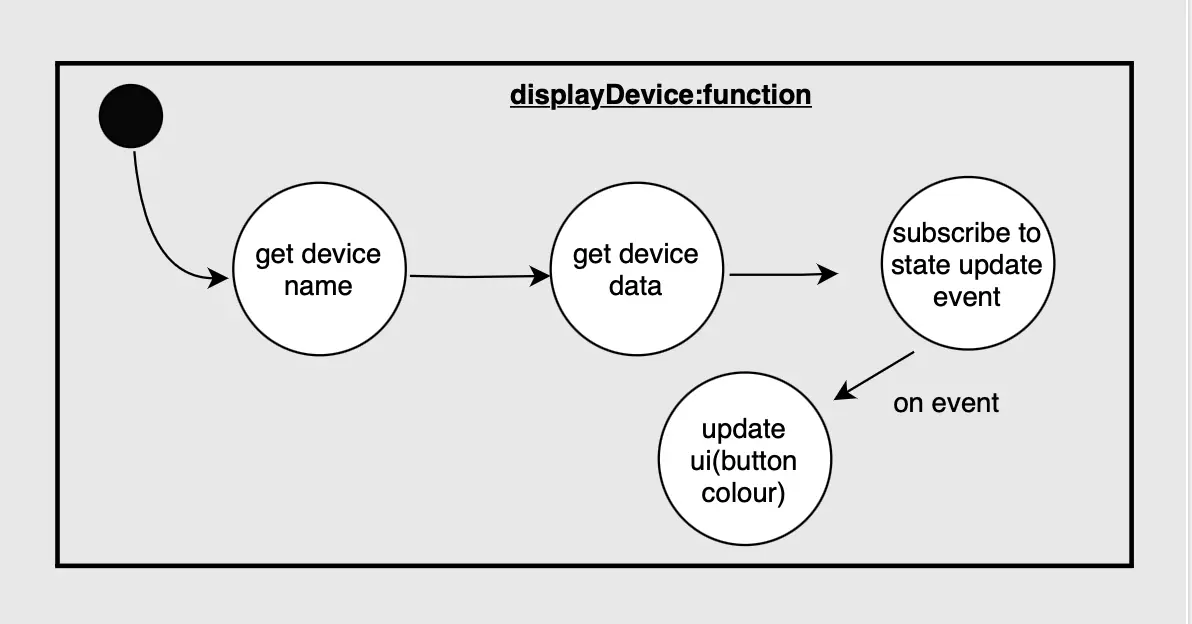 displayDevice:function
get device
name
get device
data
subscribe to
state update
event
on event
update
ui(button
colour)